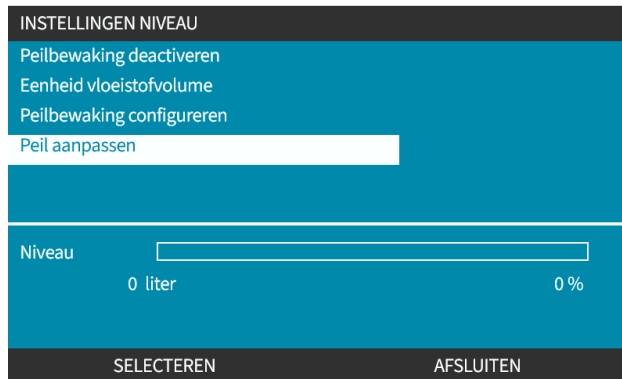 INSTELLINGEN NIVEAU
Peilbewaking deactiveren
Eenheid vloeistofvolume
Peilbewaking configureren
Peil aanpassen
Niveau
0 liter 0 %
SELECTEREN AFSLUITEN